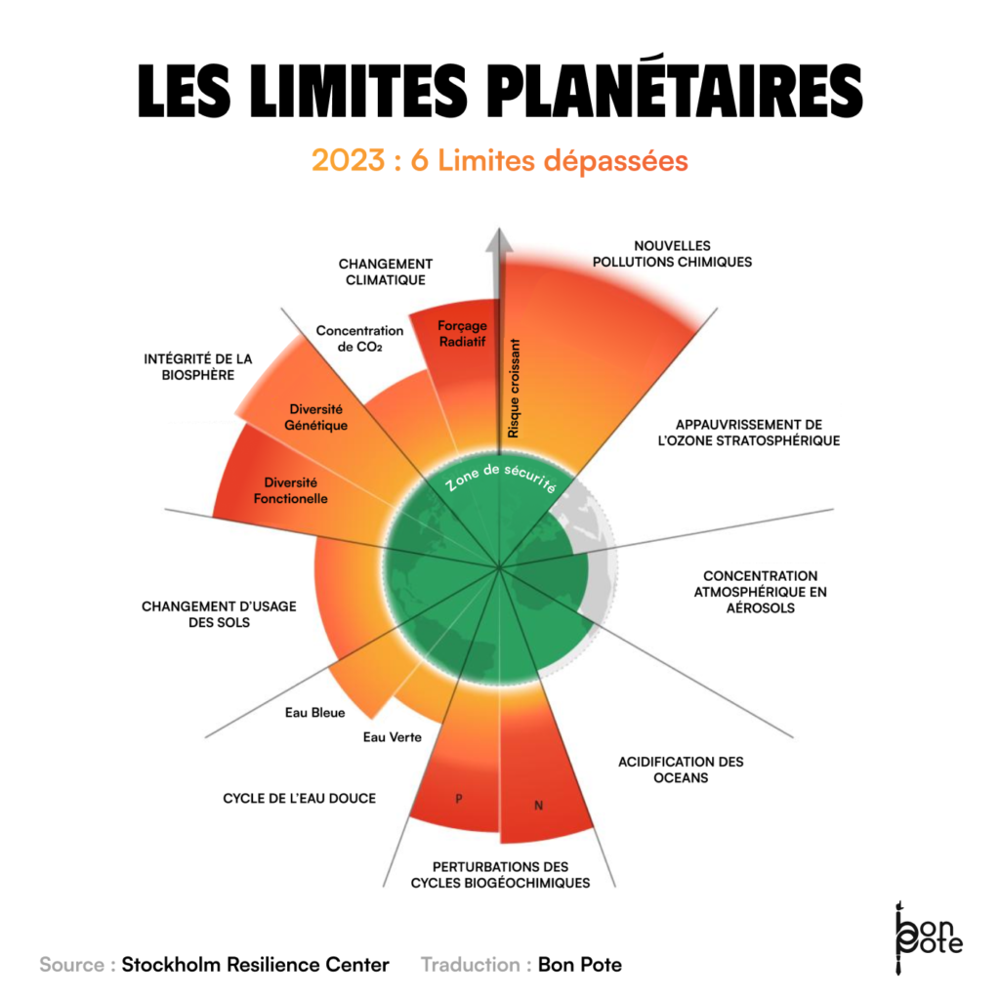 LES LIMITES PLANÉTAIRES
2023 : 6 Limites dépassées
NOUVELLES
POLLUTIONS CHIMIQUES
CHANGEMENT
CLIMATIQUE
Concentration
de CO₂
Forçage
Radiatif
Risque croissant
INTÉGRITÉ DE LA
BIOSPHÈRE
Diversité
Génétique
Diversité
Fonctionelle
APPAUVRISSEMENT DE
L'OZONE STRATOSPHÉRIQUE
Zone de sécurité
CONCENTRATION
ATMOSPHÉRIQUE EN
AÉROSOLS
CHANGEMENT D'USAGE
DES SOLS
Eau Bleue
Eau Verte
ACIDIFICATION DES
OCEANS
CYCLE DE L'EAU DOUCE
P
N
PERTURBATIONS DES
CYCLES BIOGÉOCHIMIQUES
bon
pote
Source : Stockholm Resilience Center Traduction : Bon Pote